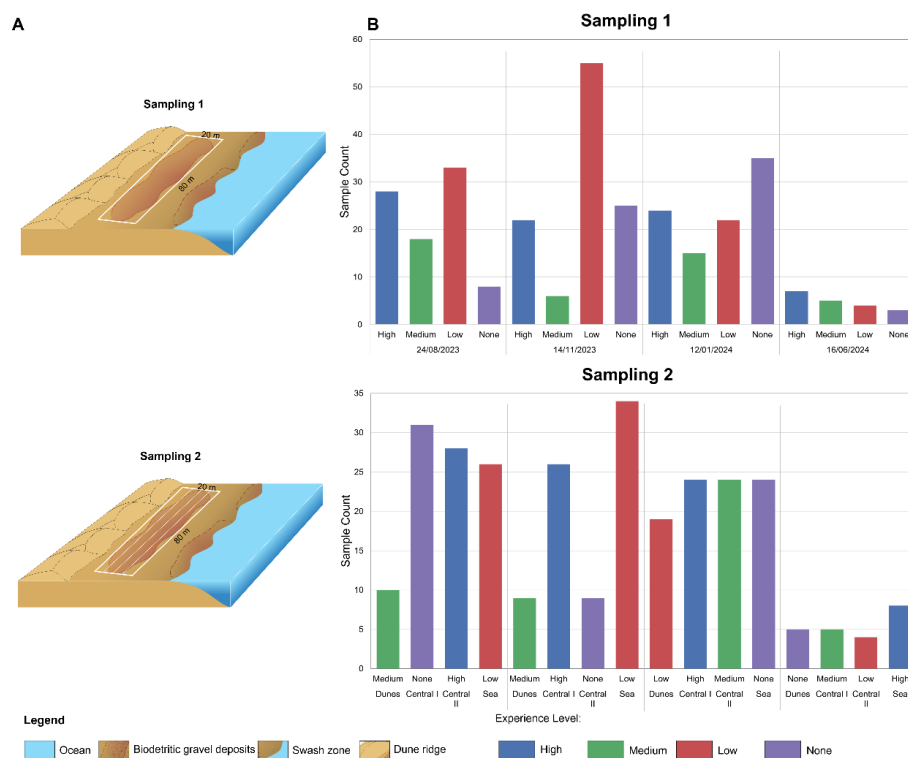 A
Sampling 1
20 m
80 m
Sampling 2
20 m
80 m
B
Sampling 1
Sample Count
60
50
40
30
20
10
0
High Medium Low None High Medium Low None High Medium Low None High Medium Low None
24/08/2023 14/11/2023 12/01/2024 16/06/2024
Sampling 2
Sample Count
35
30
25
20
15
10
5
0
Medium None High Low Medium High None Low Low High Medium None None Medium Low High
Dunes Central I Central Sea Dunes Central I Central Sea Dunes Central I Central Sea Dunes Central I Central Sea
II II II II
Experience Level:
Legend
Ocean Biodetritic gravel deposits Swash zone Dune ridge High Medium Low None